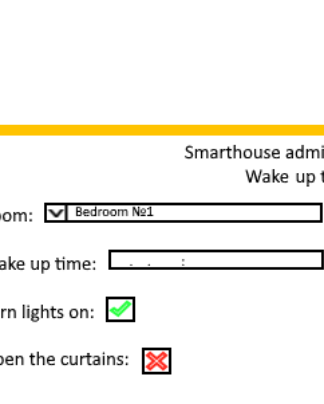 Smarthouse admi
Wake up t
oom: Bedroom №1
ake up time: . . :
rn lights on:
pen the curtains: